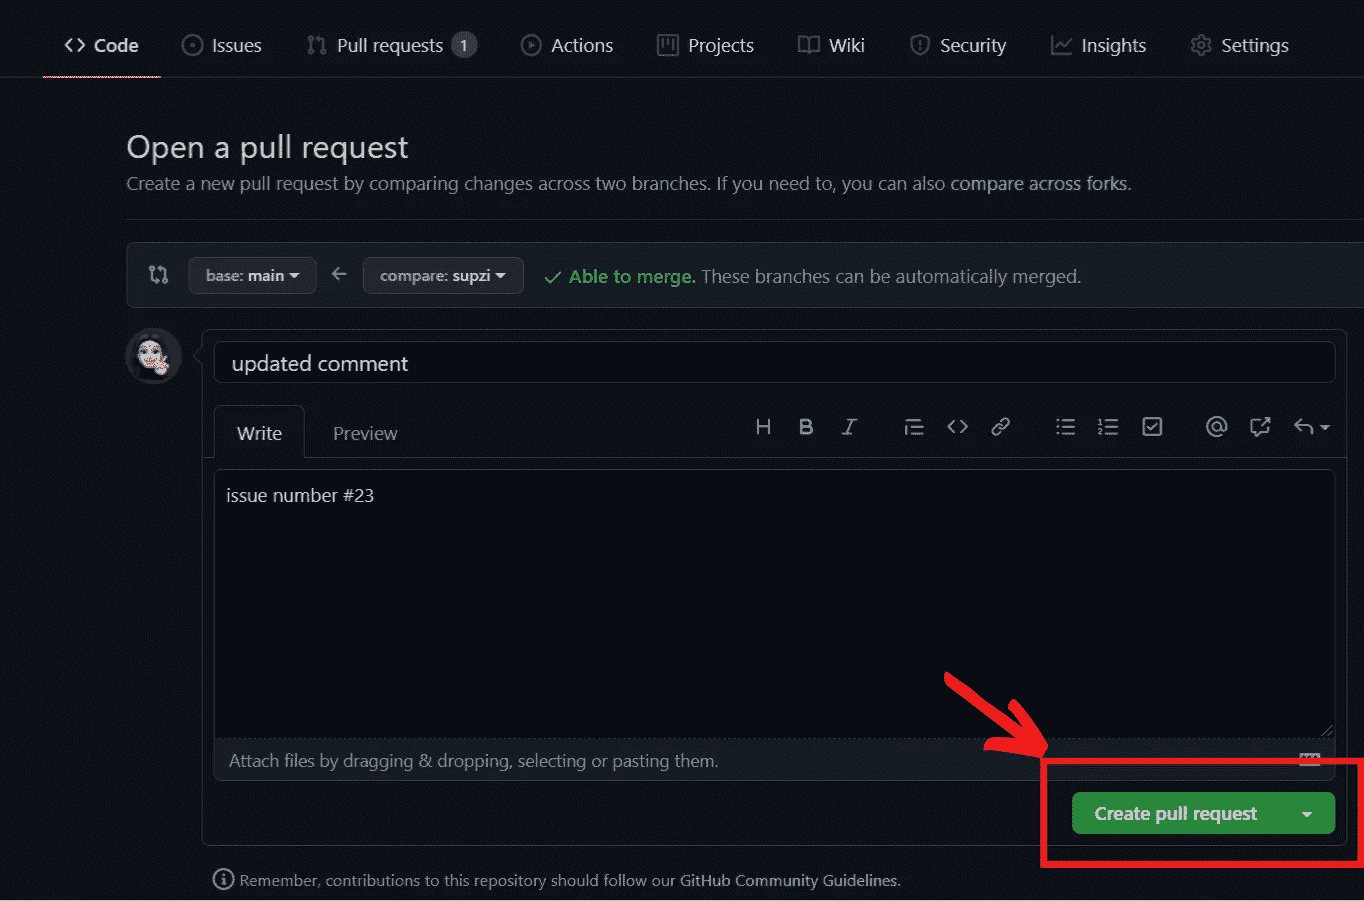 Code Issues Pull requests 1 Actions Projects Wiki Security Insights Settings
Open a pull request
Create a new pull request by comparing changes across two branches. If you need to, you can also compare across forks.
base: main compare: supzi Able to merge. These branches can be automatically merged.
updated comment
Write Preview
issue number #23
Attach files by dragging & dropping, selecting or pasting them.
Create pull request
Remember, contributions to this repository should follow our GitHub Community Guidelines.